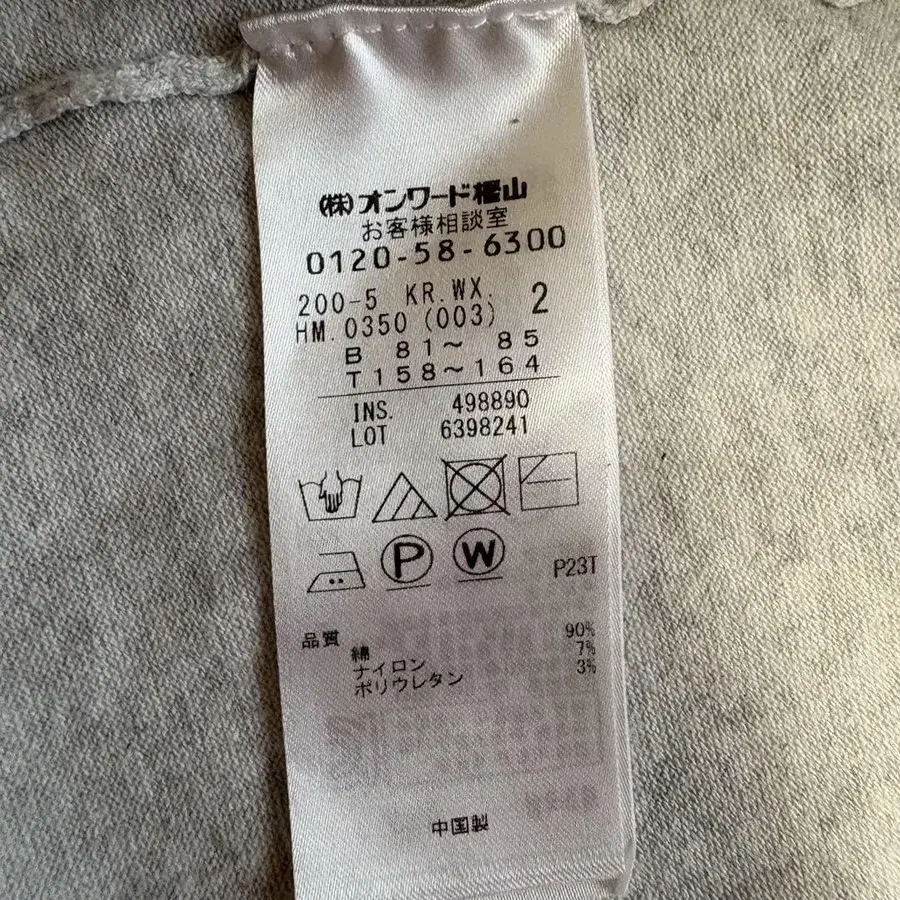 ㈱オンワード樫山
お客様相談室
0120-58-6300
200-5 KR.WX. 2
HM.0350 (003)
B 81〜 85
T158〜164
INS. 498890
LOT 6398241
P W P23T
品質
綿 90%
ナイロン 7%
ポリウレタン 3%
中国製